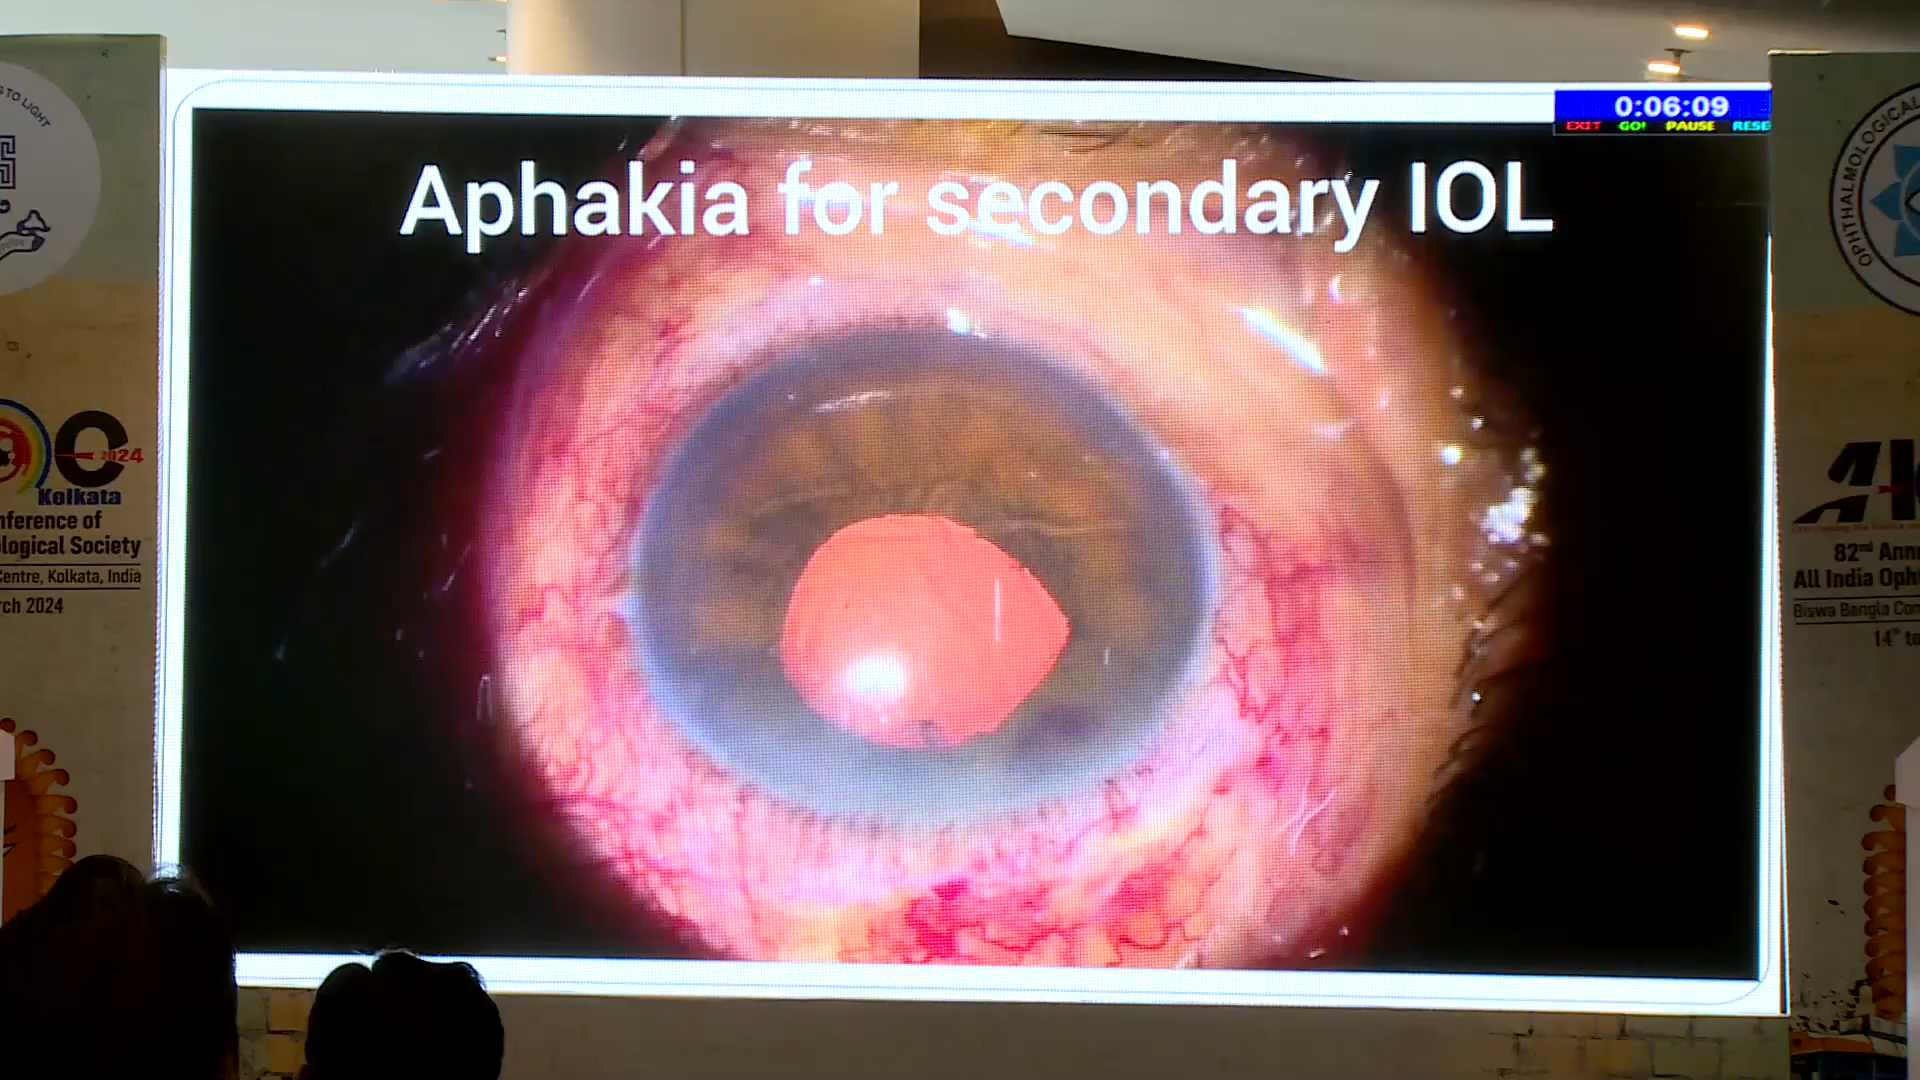 TO LIGHT
0:06:09
EXIT GO! PAUSE RESE
Aphakia for secondary IOL
OPHTHALMOLOGICAL
2024
Kolkata
nference of
logical Society
Centre, Kolkata, India
rch 2024
82nd Annu
All India Oph
Biswa Bangla Con
14th to